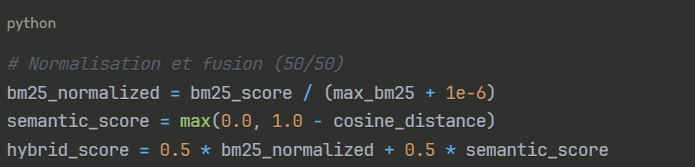 python
# Normalisation et fusion (50/50)
bm25_normalized = bm25_score / (max_bm25 + 1e-6)
semantic_score = max(0.0, 1.0 - cosine_distance)
hybrid_score = 0.5 * bm25_normalized + 0.5 * semantic_score